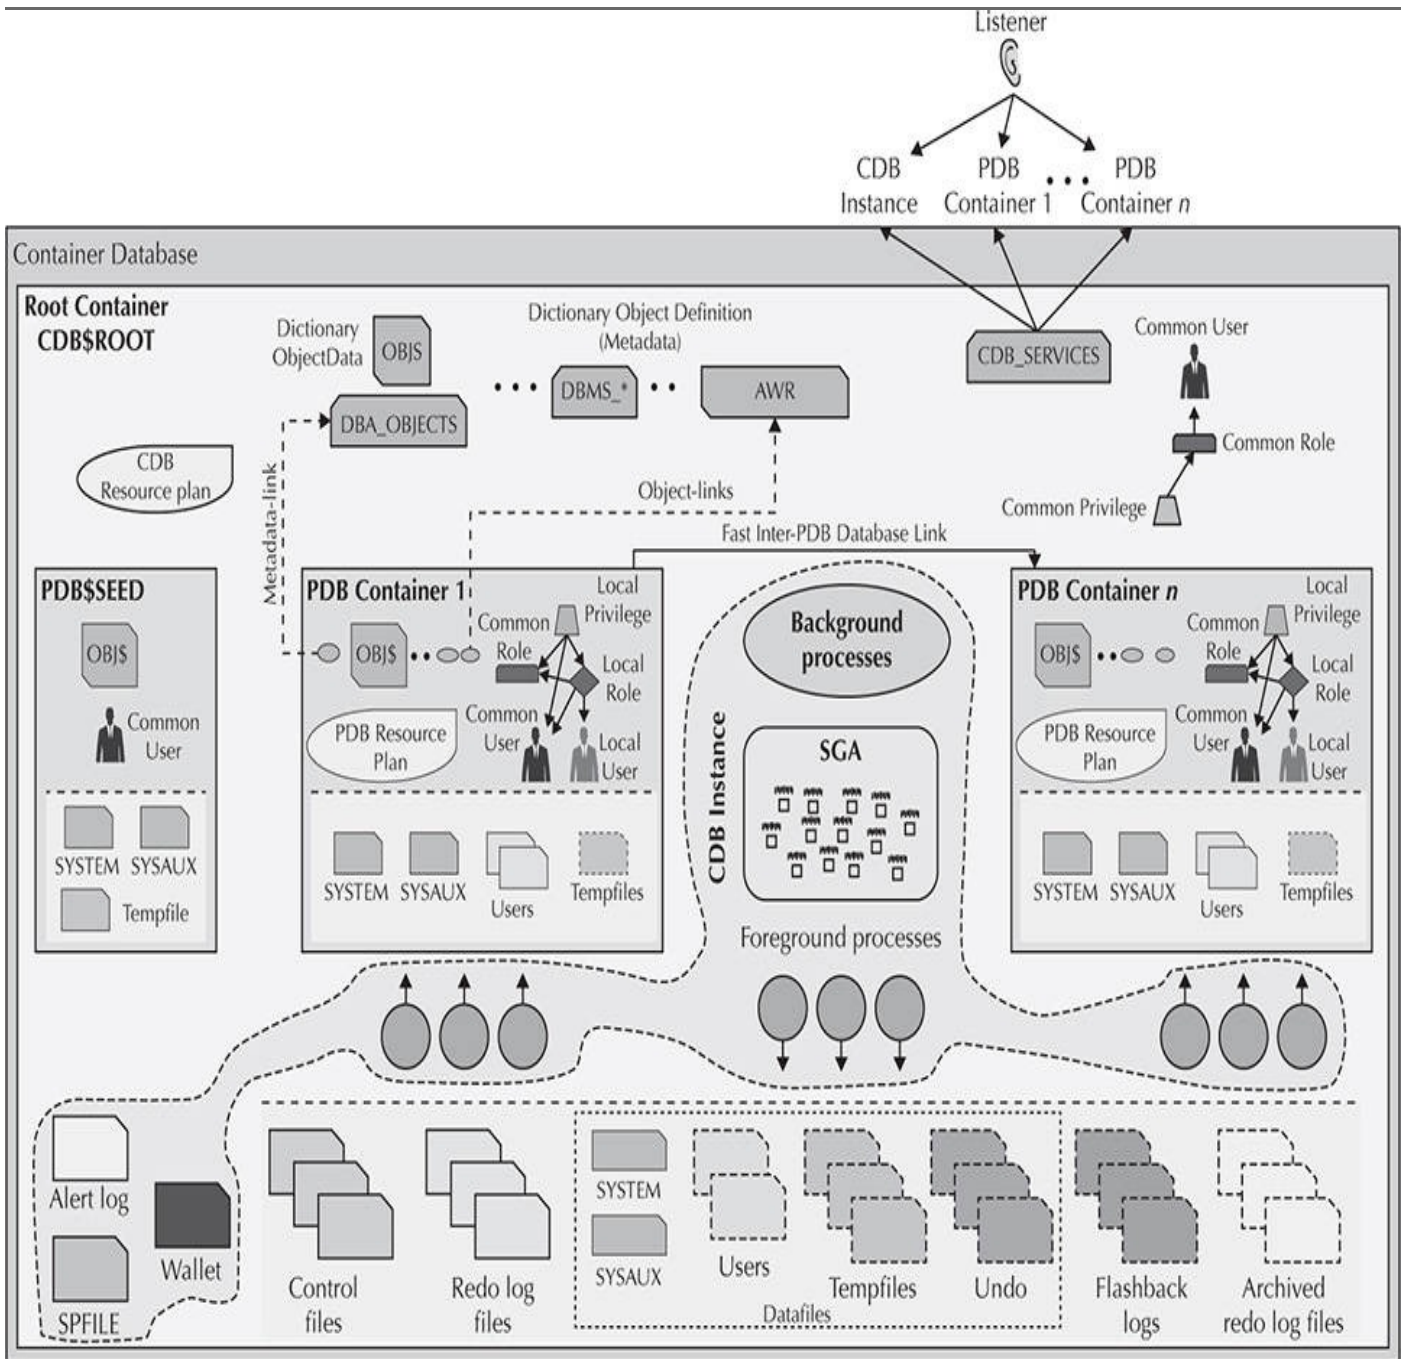 Listener
CDB
Instance
PDB
Container 1
PDB
Container n
Container Database
Root Container
CDB$ROOT
Dictionary
ObjectData
OBJ$
Dictionary Object Definition
(Metadata)
DBA_OBJECTS
DBMS_*
AWR
CDB_SERVICES
Common User
Common Role
Common Privilege
CDB
Resource plan
Metadata-link
Object-links
Fast Inter-PDB Database Link
PDB$SEED
OBJ$
Common
User
SYSTEM
SYSAUX
Tempfile
PDB Container 1
Local
Privilege
Common
Role
OBJ$
Local
Role
PDB Resource
Plan
Common
User
Local
User
SYSTEM
SYSAUX
Users
Tempfiles
CDB Instance
Background
processes
SGA
Foreground processes
PDB Container n
Local
Privilege
Common
Role
OBJ$
Local
Role
PDB Resource
Plan
Common
User
Local
User
SYSTEM
SYSAUX
Users
Tempfiles
Alert log
SPFILE
Wallet
Control
files
Redo log
files
SYSTEM
SYSAUX
Users
Tempfiles
Undo
Datafiles
Flashback
logs
Archived
redo log files